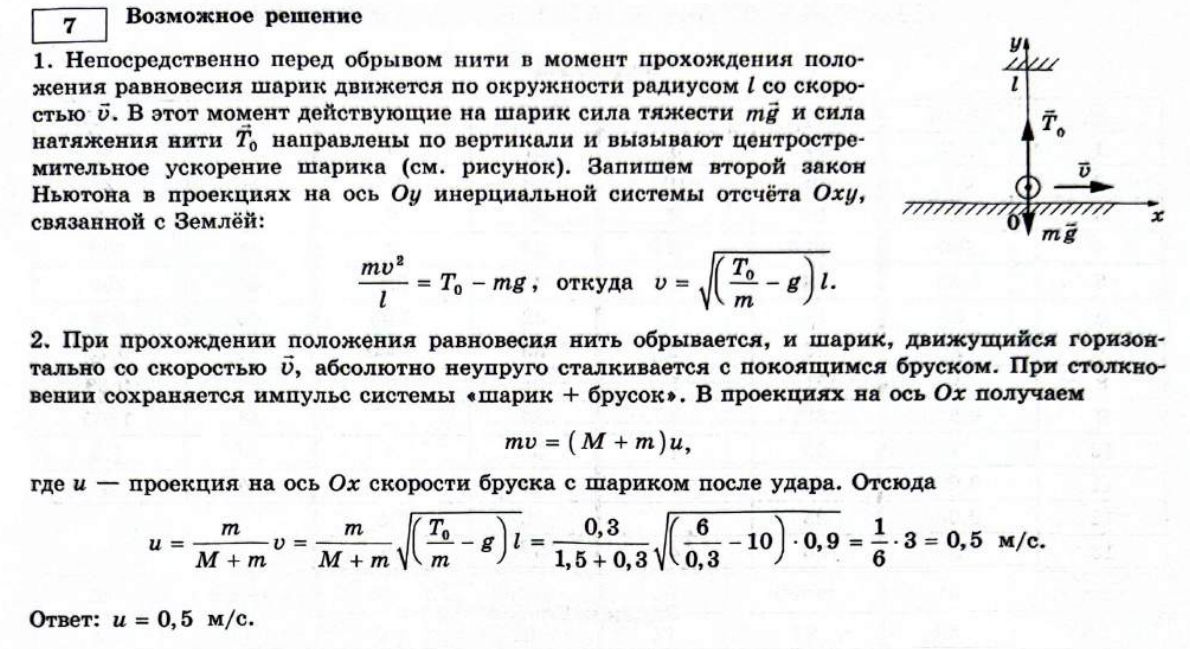 7 Возможное решение
1. Непосредственно перед обрывом нити в момент прохождения поло-
жения равновесия шарик движется по окружности радиусом l со скоро-
стью v⃗. В этот момент действующие на шарик сила тяжести mg⃗ и сила
натяжения нити T⃗₀ направлены по вертикали и вызывают центростре-
мительное ускорение шарика (см. рисунок). Запишем второй закон
Ньютона в проекциях на ось Oy инерциальной системы отсчёта Oxy,
связанной с Землёй:
y
l
T⃗₀
v⃗
0
x
mg⃗
mv²/l = T₀ − mg, откуда v = √((T₀/m − g)l).
2. При прохождении положения равновесия нить обрывается, и шарик, движущийся горизон-
тально со скоростью v⃗, абсолютно неупруго сталкивается с покоящимся бруском. При столкно-
вении сохраняется импульс системы «шарик + брусок». В проекциях на ось Ox получаем
mv = (M + m)u,
где u — проекция на ось Ox скорости бруска с шариком после удара. Отсюда
u = m/(M + m) v = m/(M + m) √((T₀/m − g)l) = 0,3/(1,5 + 0,3) √((6/0,3 − 10) · 0,9) = 1/6 · 3 = 0,5 м/с.
Ответ: u = 0,5 м/с.